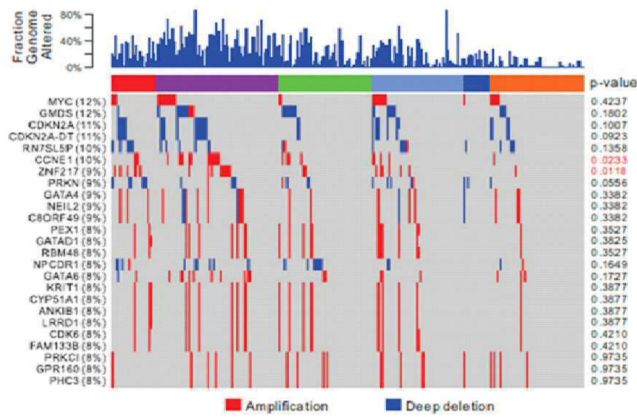 Fraction
Genome
Altered
80%
40%
0%
p-value
MYC (12%) 0.4237
GMDS (12%) 0.1802
CDKN2A (11%) 0.1007
CDKN2A-DT (11%) 0.0923
RN7SL5P (10%) 0.1358
CCNE1 (10%) 0.0233
ZNF217 (9%) 0.0118
PRKN (9%) 0.0556
GATA4 (9%) 0.3382
NEIL2 (9%) 0.3382
C8ORF49 (9%) 0.3382
PEX1 (8%) 0.3527
GATAD1 (8%) 0.3825
RBM48 (8%) 0.3527
NPCDR1 (8%) 0.1649
GATA6 (8%) 0.1727
KRIT1 (8%) 0.3877
CYP51A1 (8%) 0.3877
ANKIB1 (8%) 0.3877
LRRD1 (8%) 0.3877
CDK6 (8%) 0.4210
FAM133B (8%) 0.4210
PRKCI (8%) 0.9735
GPR160 (8%) 0.9735
PHC3 (8%) 0.9735
Amplification
Deep deletion